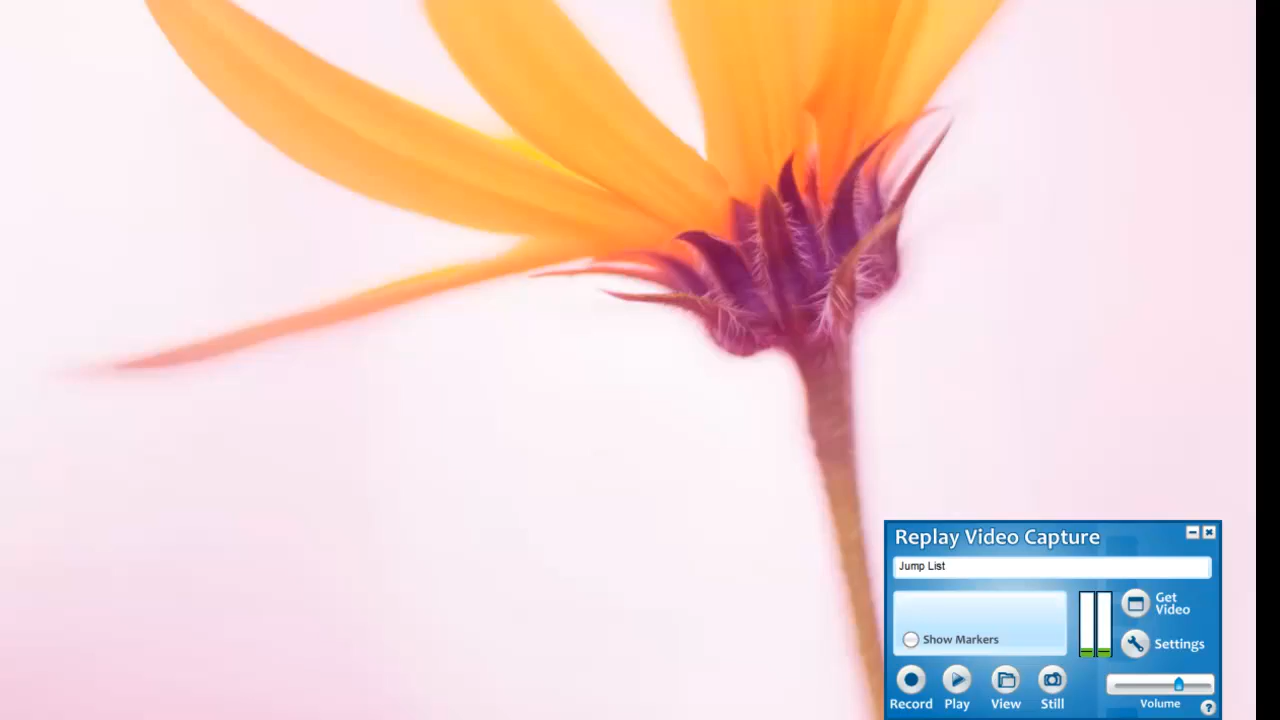 Replay Video Capture
Jump List
Get
Video
Show Markers
Settings
Record Play View Still
Volume
?